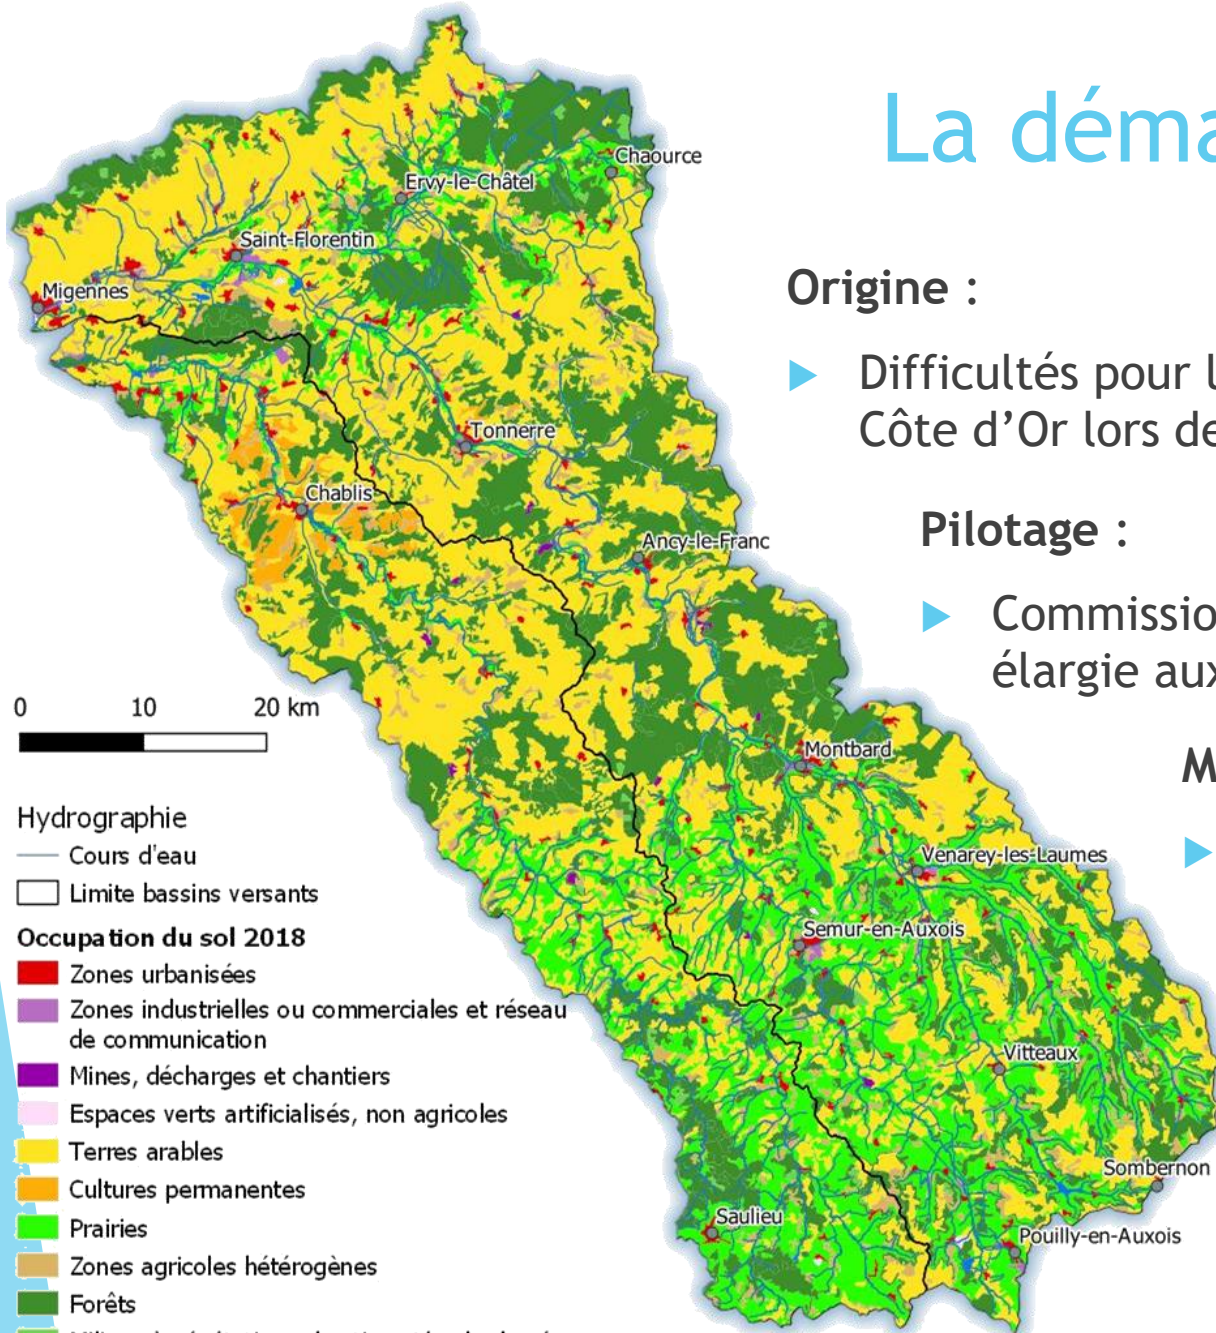 La déma
Chaource
Ervy-le-Châtel
Saint-Florentin
Migennes
Tonnerre
Chablis
Ancy-le-Franc
Montbard
Venarey-les-Laumes
Semur-en-Auxois
Vitteaux
Sombernon
Saulieu
Pouilly-en-Auxois
Origine :
Difficultés pour l
Côte d’Or lors de
Pilotage :
Commissio
élargie aux
M
0 10 20 km
Hydrographie
Cours d'eau
Limite bassins versants
Occupation du sol 2018
Zones urbanisées
Zones industrielles ou commerciales et réseau
de communication
Mines, décharges et chantiers
Espaces verts artificialisés, non agricoles
Terres arables
Cultures permanentes
Prairies
Zones agricoles hétérogènes
Forêts